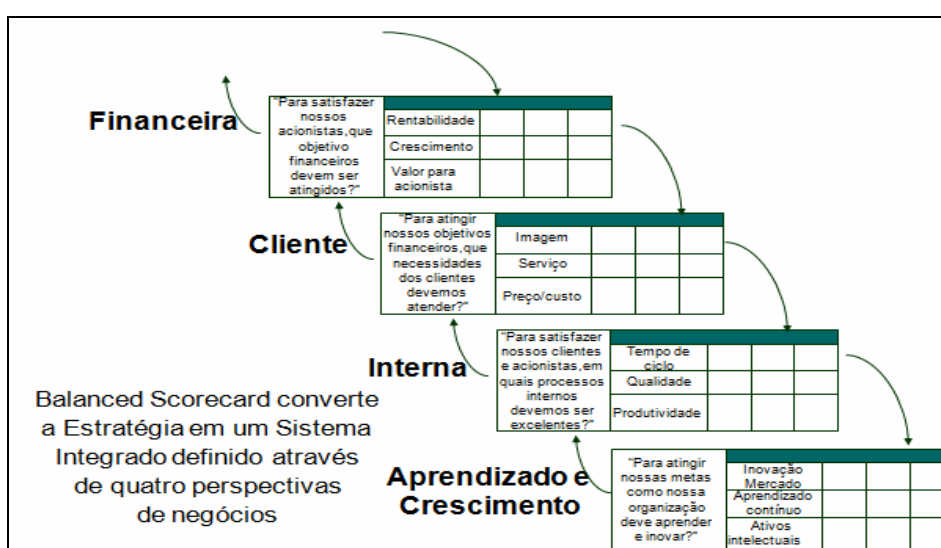 Financeira
"Para satisfazer
nossos
acionistas,que
objetivo
financeiros
devem ser
atingidos?"
Rentabilidade
Crescimento
Valor para
acionista
Cliente
"Para atingir
nossos objetivos
financeiros,que
necessidades
dos clientes
devemos
atender?"
Imagem
Serviço
Preço/custo
Interna
"Para satisfazer
nossos clientes
e acionistas,em
quais processos
internos
devemos ser
excelentes?"
Tempo de
ciclo
Qualidade
Produtividade
Balanced Scorecard converte
a Estratégia em um Sistema
Integrado definido através
de quatro perspectivas
de negócios
Aprendizado e
Crescimento
"Para atingir
nossas metas
como nossa
organização
deve aprender
e inovar?"
Inovação
Mercado
Aprendizado
contínuo
Ativos
intelectuais